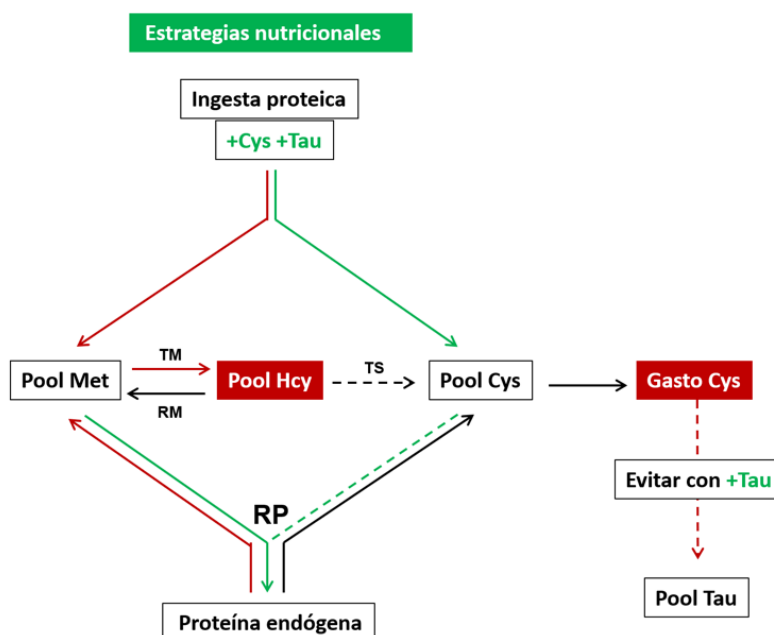 Estrategias nutricionales
Ingesta proteica
+Cys +Tau
TM
TS
Pool Met
Pool Hcy
Pool Cys
Gasto Cys
RM
Evitar con +Tau
RP
Pool Tau
Proteína endógena